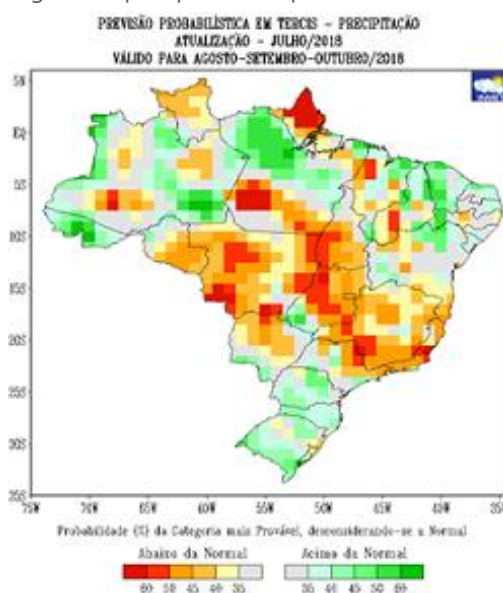 PREVISÃO PROBABILÍSTICA EM TERCIS - PRECIPITAÇÃO
ATUALIZAÇÃO - JULHO/2018
VÁLIDO PARA AGOSTO-SETEMBRO-OUTUBRO/2018
5N
EQ
5S
10S
15S
20S
25S
30S
35S
75W 70W 65W 60W 55W 50W 45W 40W 35W
Probabilidade (%) da Categoria mais Provável, desconsiderando-se a Normal
Abaixo da Normal Acima da Normal
60 50 45 40 35 35 40 45 50 60